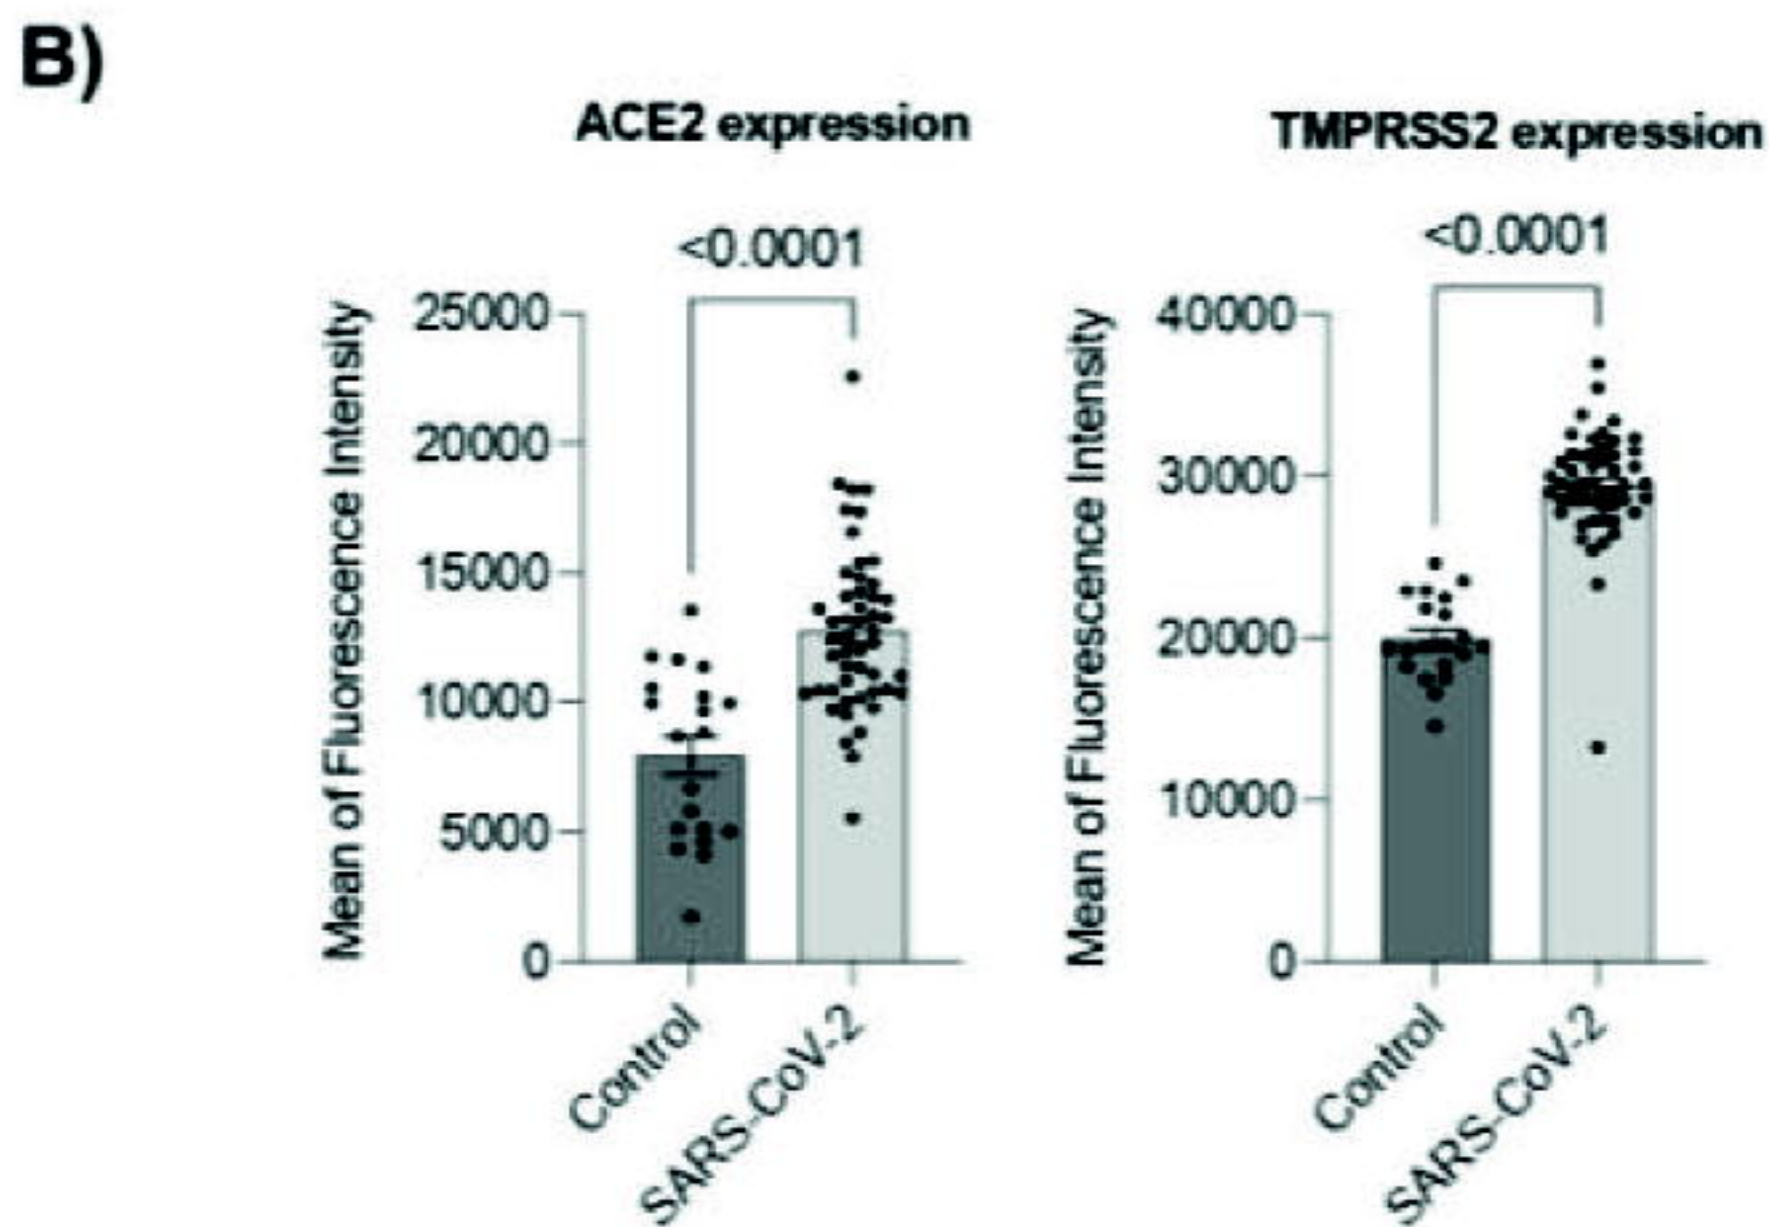 B)
ACE2 expression
<0.0001
Mean of Fluorescence Intensity
25000
20000
15000
10000
5000
0
Control
SARS-CoV-2
TMPRSS2 expression
<0.0001
Mean of Fluorescence Intensity
40000
30000
20000
10000
0
Control
SARS-CoV-2